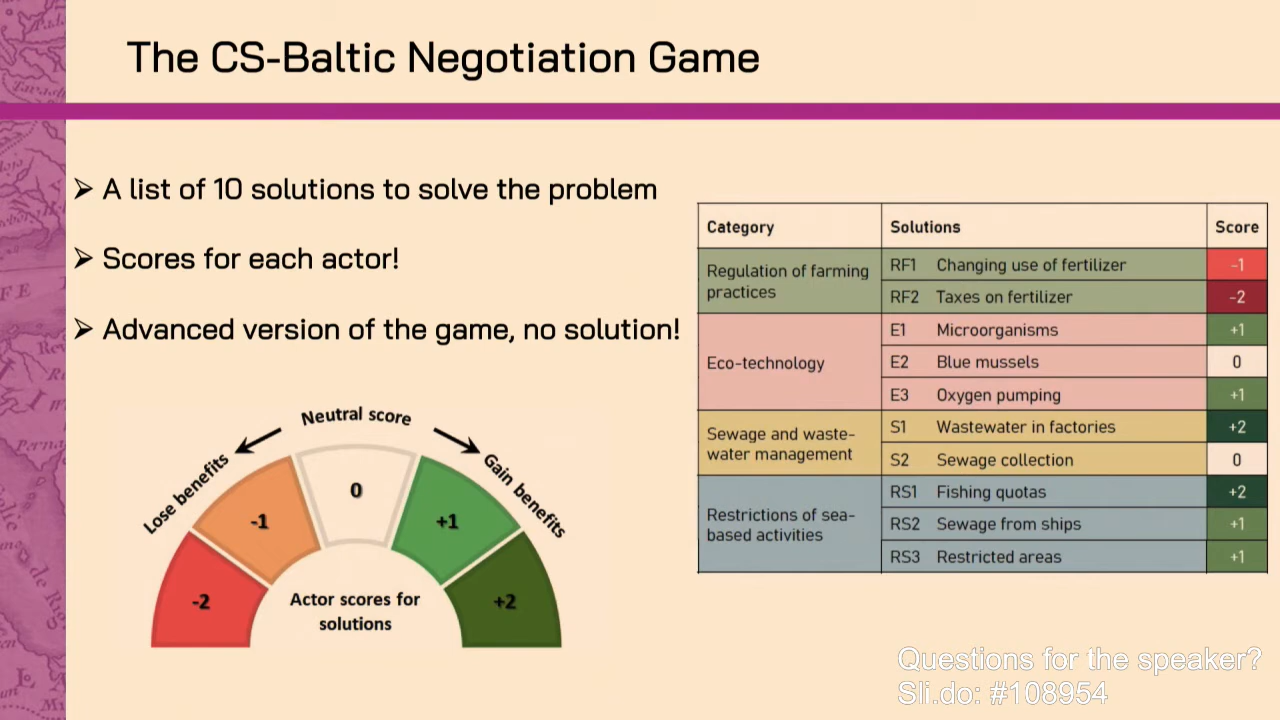 The CS-Baltic Negotiation Game
➢ A list of 10 solutions to solve the problem
➢ Scores for each actor!
➢ Advanced version of the game, no solution!
Category Solutions Score
Regulation of farming
practices
RF1 Changing use of fertilizer -1
RF2 Taxes on fertilizer -2
Eco-technology
E1 Microorganisms +1
E2 Blue mussels 0
E3 Oxygen pumping +1
Sewage and waste-
water management
S1 Wastewater in factories +2
S2 Sewage collection 0
Restrictions of sea-
based activities
RS1 Fishing quotas +2
RS2 Sewage from ships +1
RS3 Restricted areas +1
Neutral score
Lose benefits
Gain benefits
-2
-1
0
+1
+2
Actor scores for
solutions
Questions for the speaker?
Sli.do: #108954